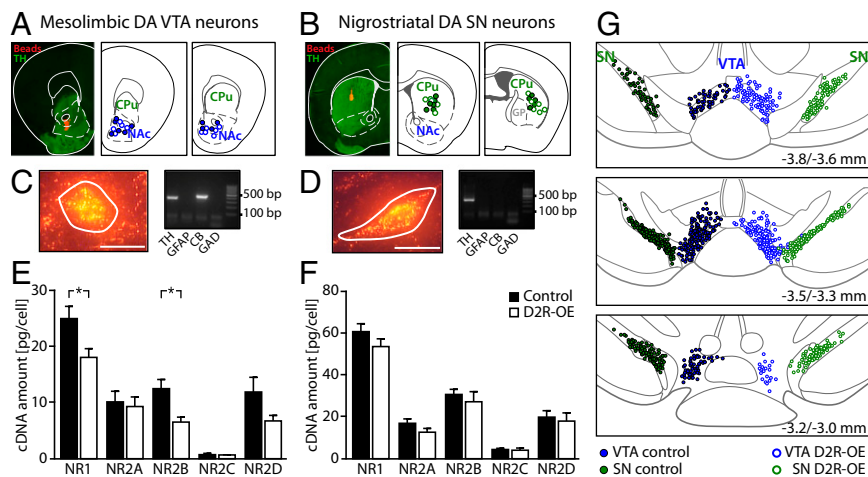 A Mesolimbic DA VTA neurons
Beads
TH
CPu
NAc
CPu
NAc
B Nigrostriatal DA SN neurons
Beads
TH
CPu
NAc
CPu
GP
C
500 bp
100 bp
TH
GFAP
CB
GAD
D
500 bp
100 bp
TH
GFAP
CB
GAD
E
cDNA amount [pg/cell]
30
20
10
0
*
*
NR1 NR2A NR2B NR2C NR2D
F
cDNA amount [pg/cell]
80
60
40
20
0
Control
D2R-OE
NR1 NR2A NR2B NR2C NR2D
G
SN VTA SN
-3.8/-3.6 mm
-3.5/-3.3 mm
-3.2/-3.0 mm
VTA control VTA D2R-OE
SN control SN D2R-OE